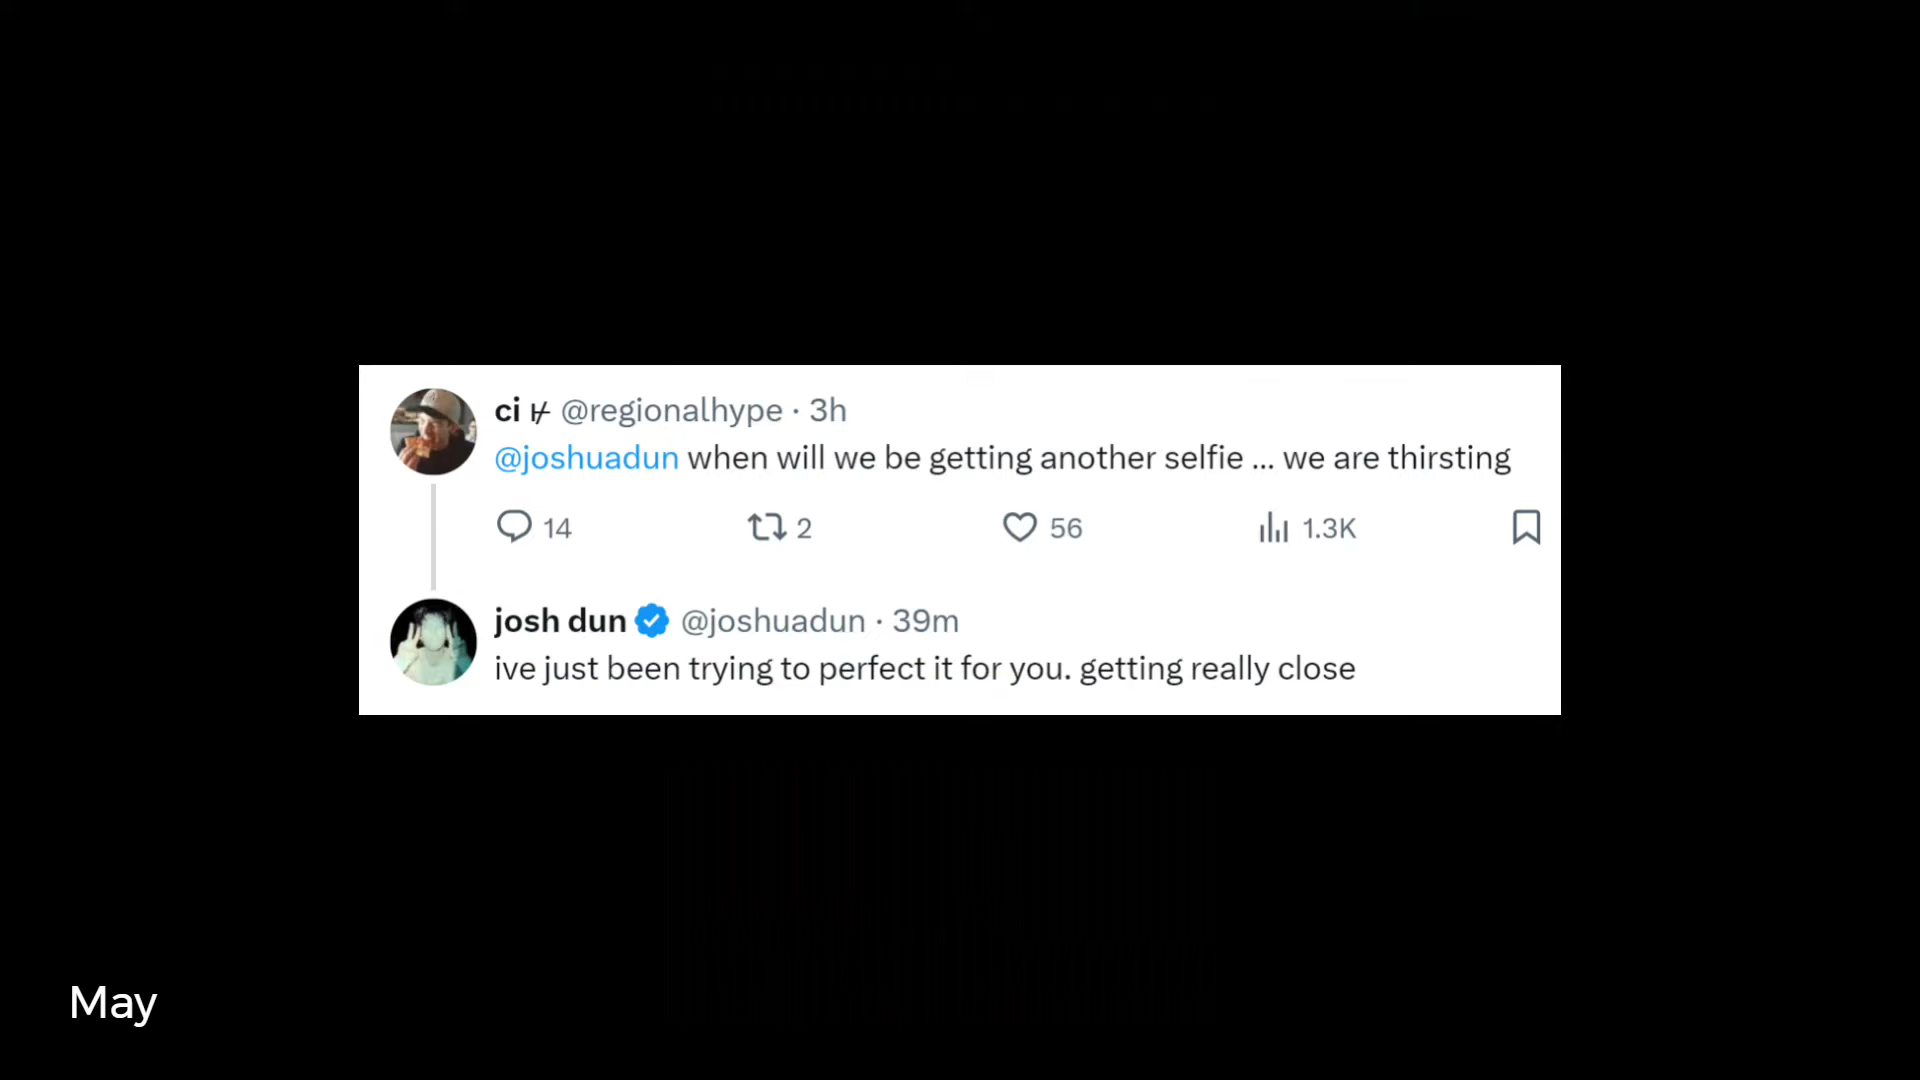 ci ⊬ @regionalhype · 3h
@joshuadun when will we be getting another selfie ... we are thirsting
14 2 56 1.3K
josh dun @joshuadun · 39m
ive just been trying to perfect it for you. getting really close
May